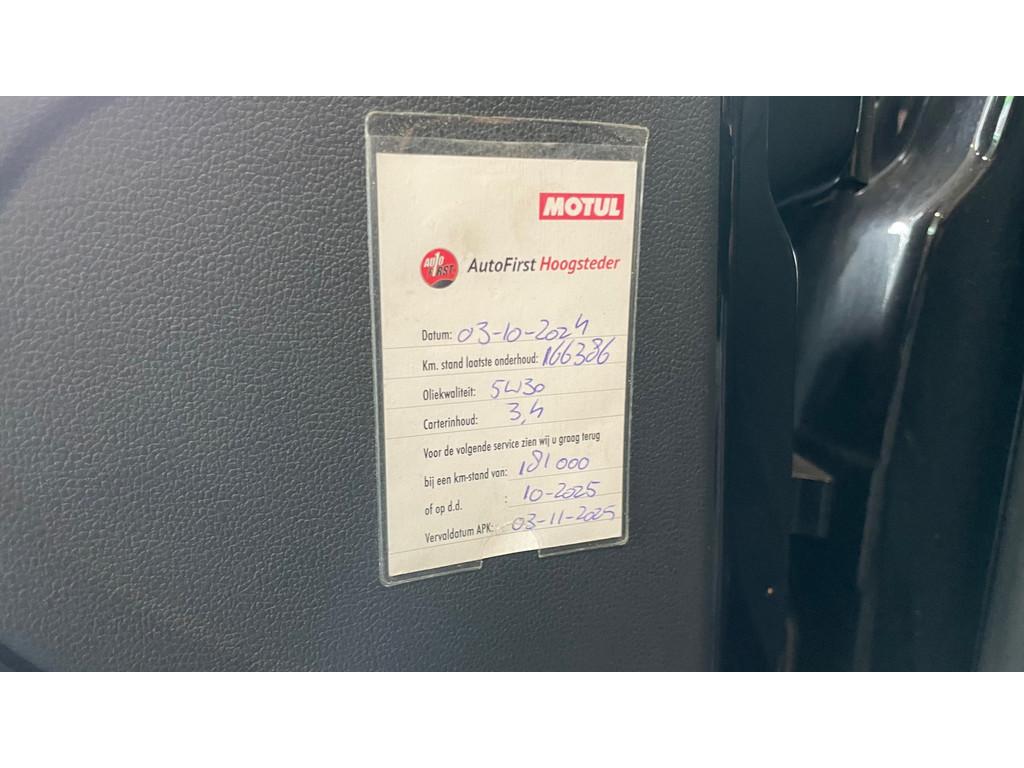 MOTUL
AUTO FIRST
AutoFirst Hoogsteder
Datum: 03-10-2024
Km. stand laatste onderhoud: 166386
Oliekwaliteit: 5W30
Carterinhoud: 3,4
Voor de volgende service zien wij u graag terug
bij een km-stand van: 181000
of op d.d. : 10-2025
Vervaldatum APK: 03-11-2025